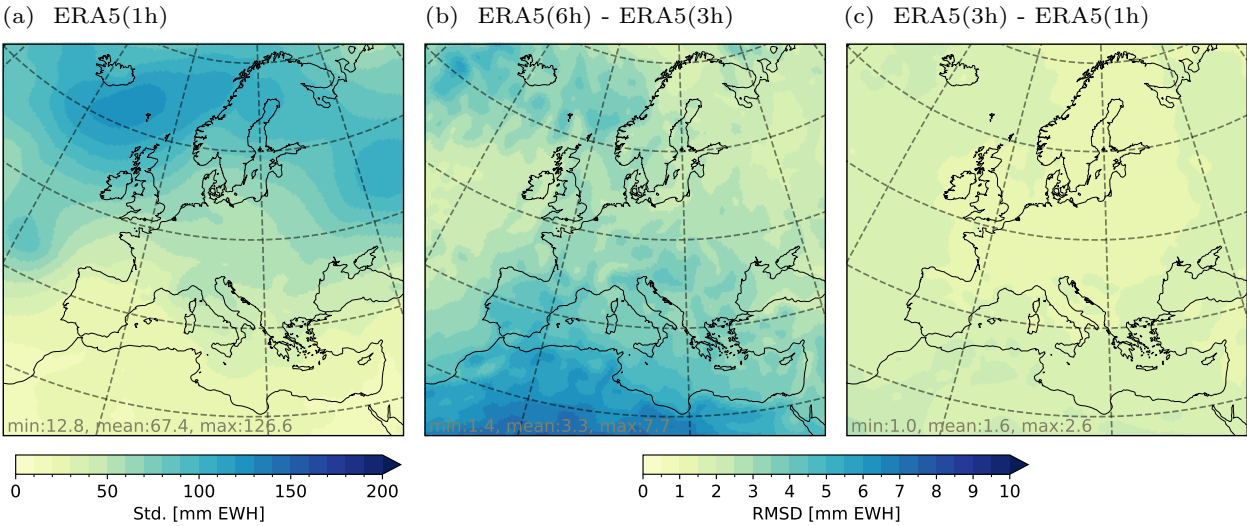 (a) ERA5(1h)
(b) ERA5(6h) - ERA5(3h)
(c) ERA5(3h) - ERA5(1h)
min:12.8, mean:67.4, max:126.6
min:1.4, mean:3.3, max:7.7
min:1.0, mean:1.6, max:2.6
0 50 100 150 200
Std. [mm EWH]
0 1 2 3 4 5 6 7 8 9 10
RMSD [mm EWH]